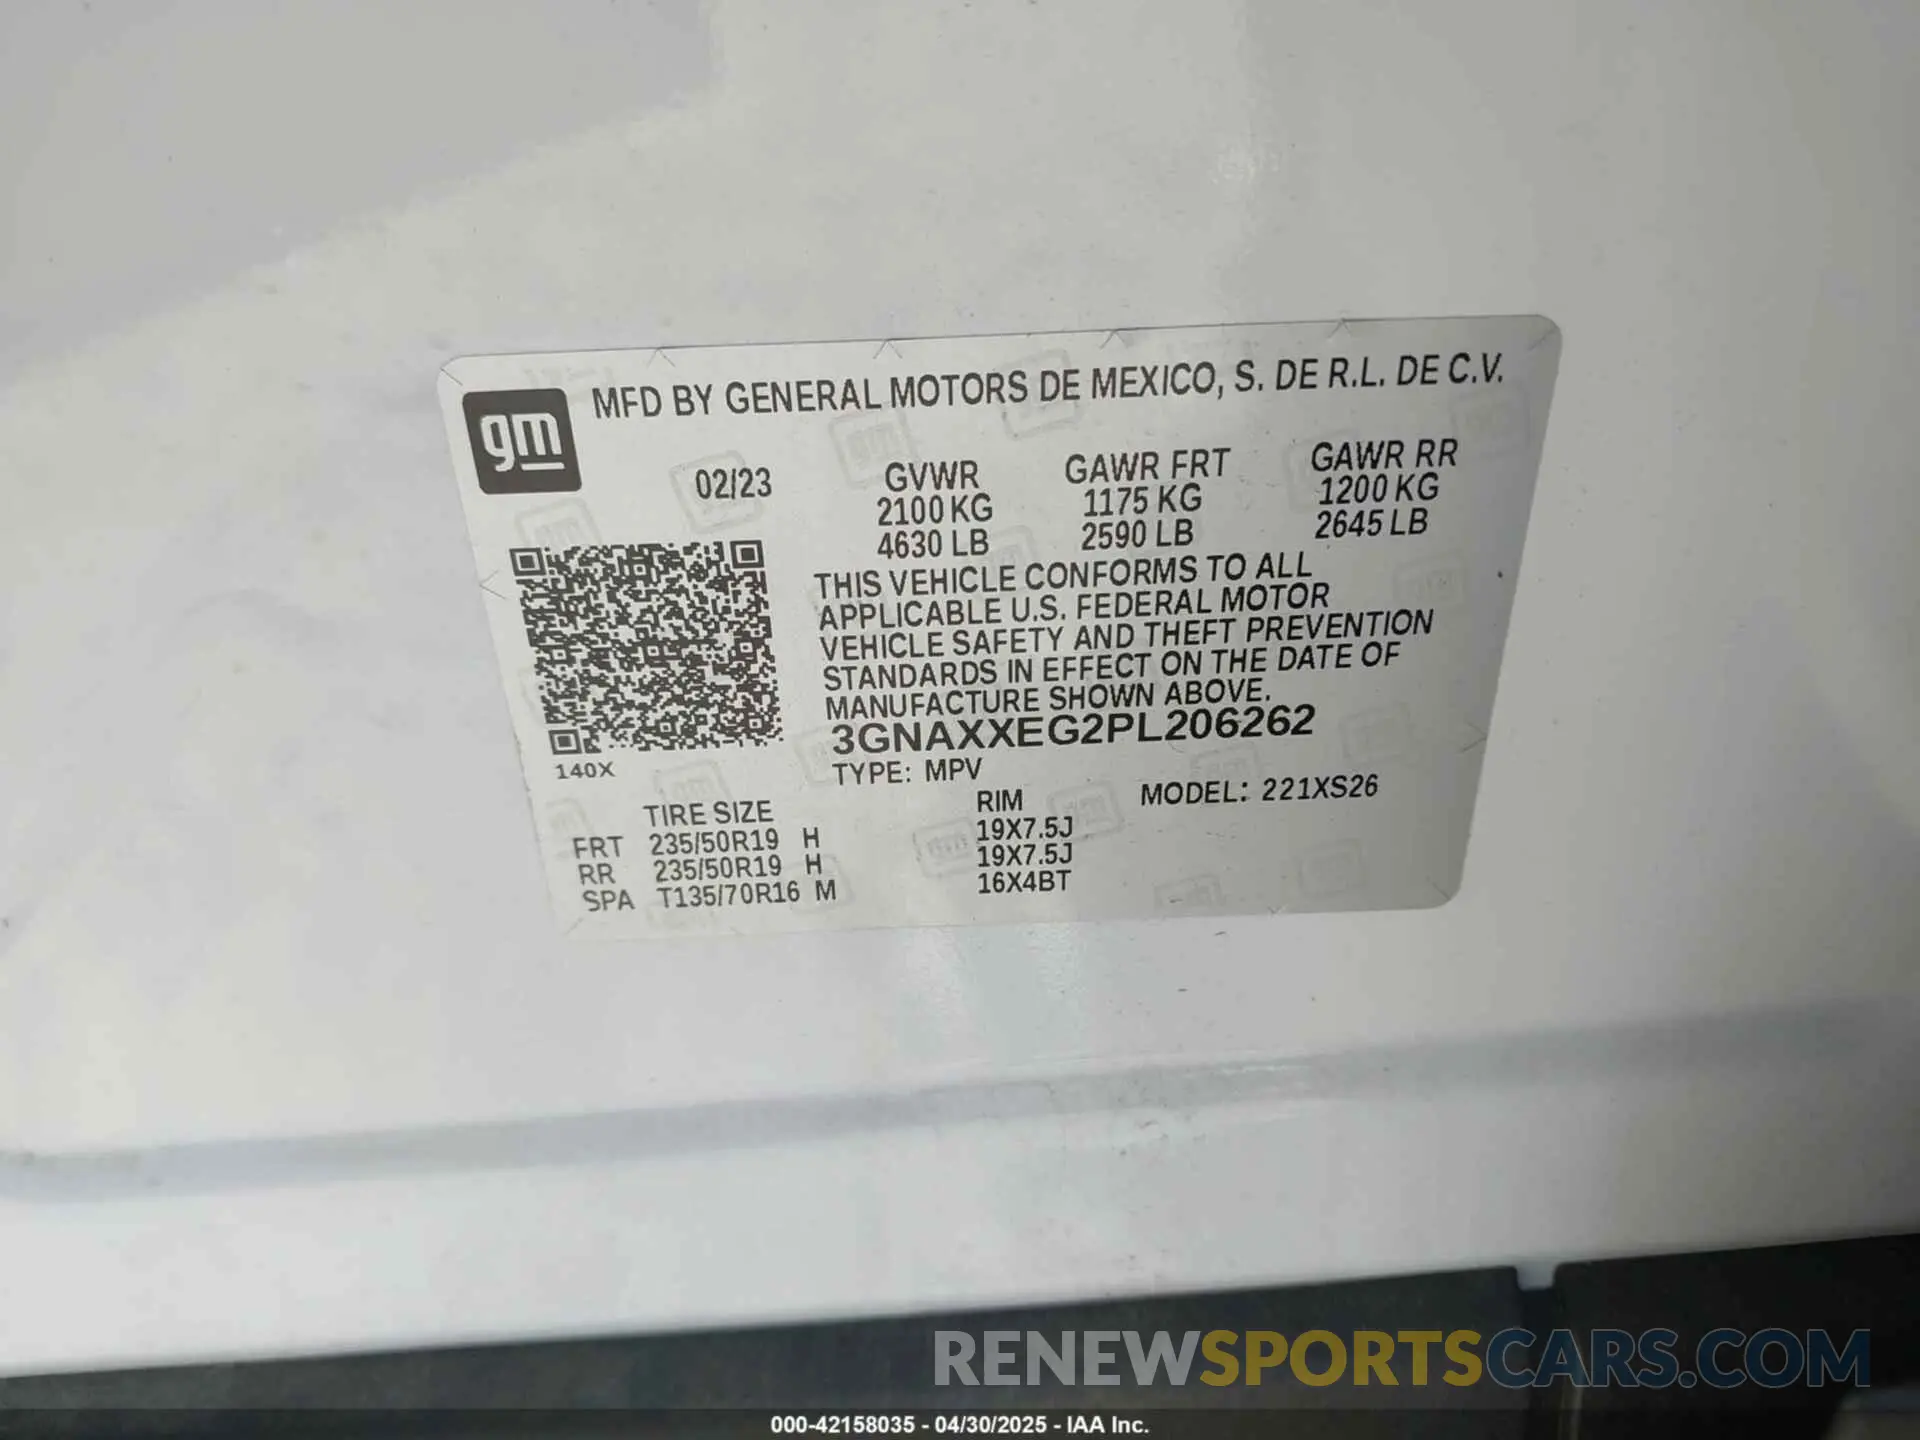 gm
MFD BY GENERAL MOTORS DE MEXICO, S. DE R.L. DE C.V.
02/23 GVWR GAWR FRT GAWR RR
2100 KG 1175 KG 1200 KG
4630 LB 2590 LB 2645 LB
THIS VEHICLE CONFORMS TO ALL
APPLICABLE U.S. FEDERAL MOTOR
VEHICLE SAFETY AND THEFT PREVENTION
STANDARDS IN EFFECT ON THE DATE OF
MANUFACTURE SHOWN ABOVE.
3GNAXXEG2PL206262
140X
TYPE: MPV
TIRE SIZE RIM MODEL: 221XS26
FRT 235/50R19 H 19X7.5J
RR 235/50R19 H 19X7.5J
SPA T135/70R16 M 16X4BT
RENEWSPORTSCARS.COM
000-42158035 - 04/30/2025 - IAA Inc.